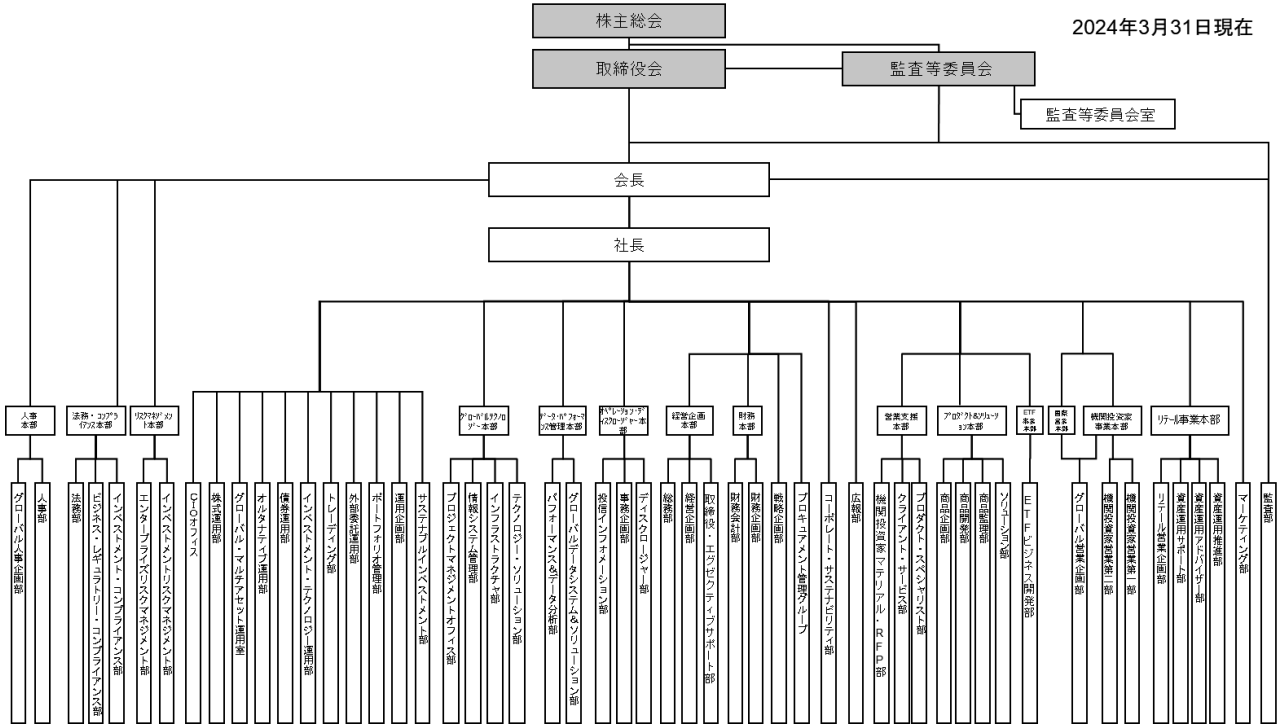 株主総会
2024年3月31日現在
取締役会
監査等委員会
監査等委員会室
会長
社長
人事
本部
法務・コンプラ
イアンス本部
リスクマネジメン
ト本部
グローバルテクノロ
ジー本部
データ・パフォーマ
ンス管理本部
オペレーション・デ
ィスクロージャー本
部
経営企画
本部
財務
本部
営業支援
本部
プロダクト&ソリューシ
ョン本部
ETF
事業
本部
機関投資家
事業本部
リテール事業本部
グローバル人事企画部
人事部
法務部
ビジネス・レギュラトリー・コンプライアンス部
インベストメント・コンプライアンス部
エンタープライズリスクマネジメント部
インベストメントリスクマネジメント部
CIOオフィス
株式運用部
グローバル・マルチアセット運用室
オルタナティブ運用部
債券運用部
インベストメント・テクノロジー運用部
トレーディング部
外部委託運用部
ポートフォリオ管理部
運用企画部
サステナブルインベストメント部
プロジェクトマネジメントオフィス部
情報システム管理部
インフラストラクチャ部
テクノロジー・ソリューション部
パフォーマンス&データ分析部
グローバルデータシステム&ソリューション部
投信インフォメーション部
事務企画部
ディスクロージャー部
総務部
経営企画部
取締役・エグゼクティブサポート部
財務会計部
財務企画部
戦略企画部
プロキュアメント管理グループ
コーポレート・サステナビリティ部
広報部
機関投資家マテリアル・RFP部
クライアント・サービス部
プロダクト・スペシャリスト部
商品企画部
商品開発部
商品監理部
ソリューション部
ETFビジネス開発部
グローバル営業企画部
機関投資家営業第二部
機関投資家営業第一部
リテール営業企画部
資産運用サポート部
資産運用アドバイザリー部
資産運用推進部
マーケティング部
監査部